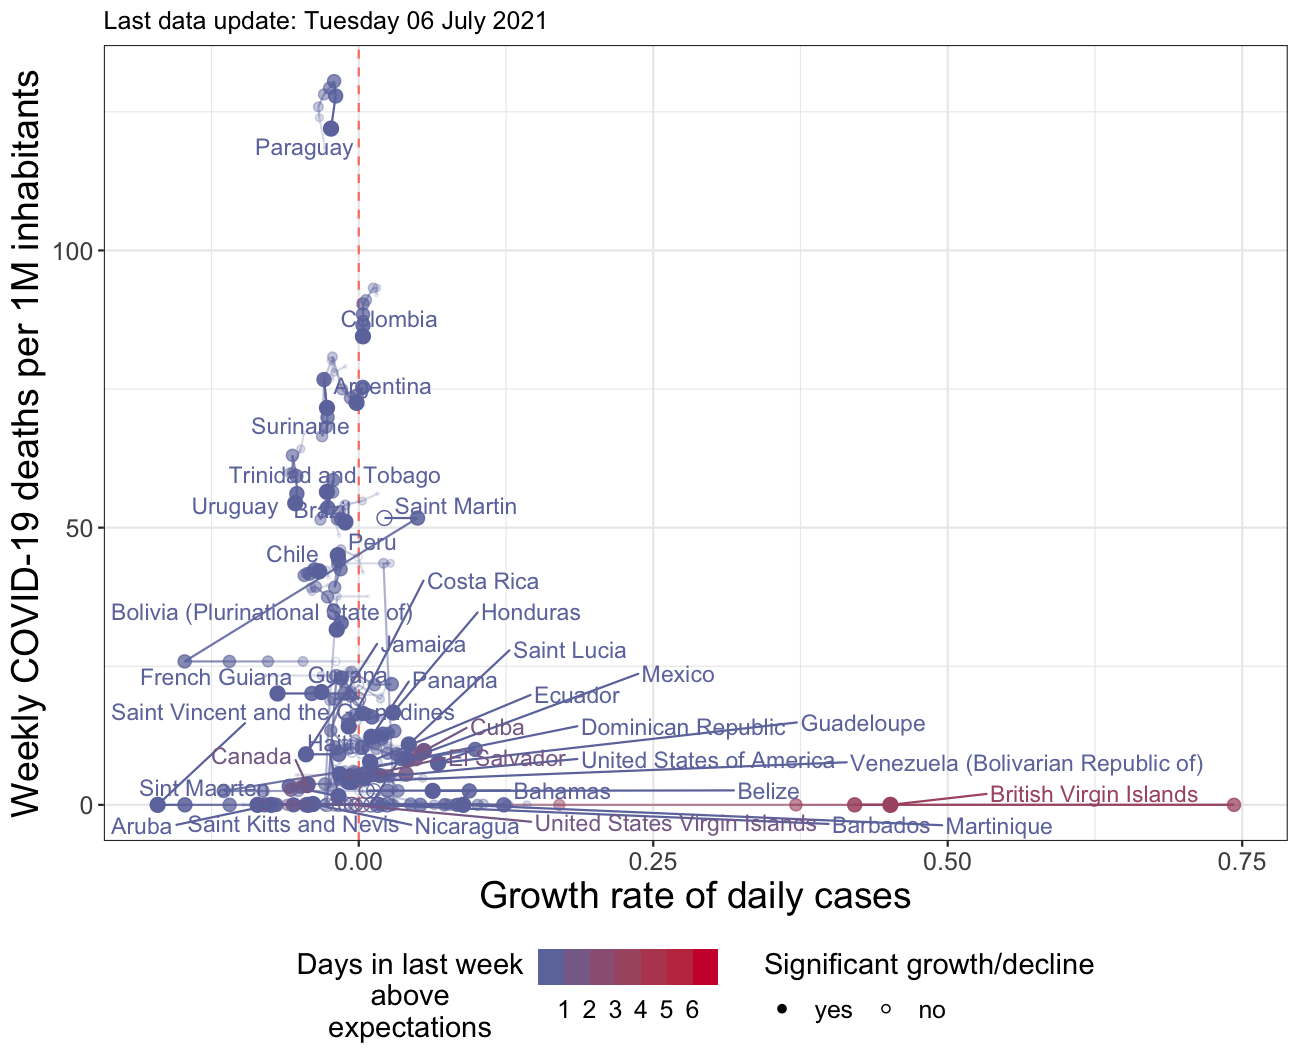 Last data update: Tuesday 06 July 2021
Weekly COVID-19 deaths per 1M inhabitants
100
50
0
Paraguay
Colombia
Argentina
Suriname
Trinidad and Tobago
Uruguay
Brazil
Saint Martin
Peru
Chile
Costa Rica
Bolivia (Plurinational State of)
Honduras
Jamaica
Saint Lucia
French Guiana
Guyana
Panama
Mexico
Ecuador
Saint Vincent and the Grenadines
Cuba
Dominican Republic
Guadeloupe
Haiti
Canada
El Salvador
United States of America
Venezuela (Bolivarian Republic of)
Sint Maarten
Bahamas
Belize
British Virgin Islands
Aruba
Saint Kitts and Nevis
Nicaragua
United States Virgin Islands
Barbados
Martinique
0.00
0.25
0.50
0.75
Growth rate of daily cases
Days in last week
above
expectations
1 2 3 4 5 6
Significant growth/decline
yes
no